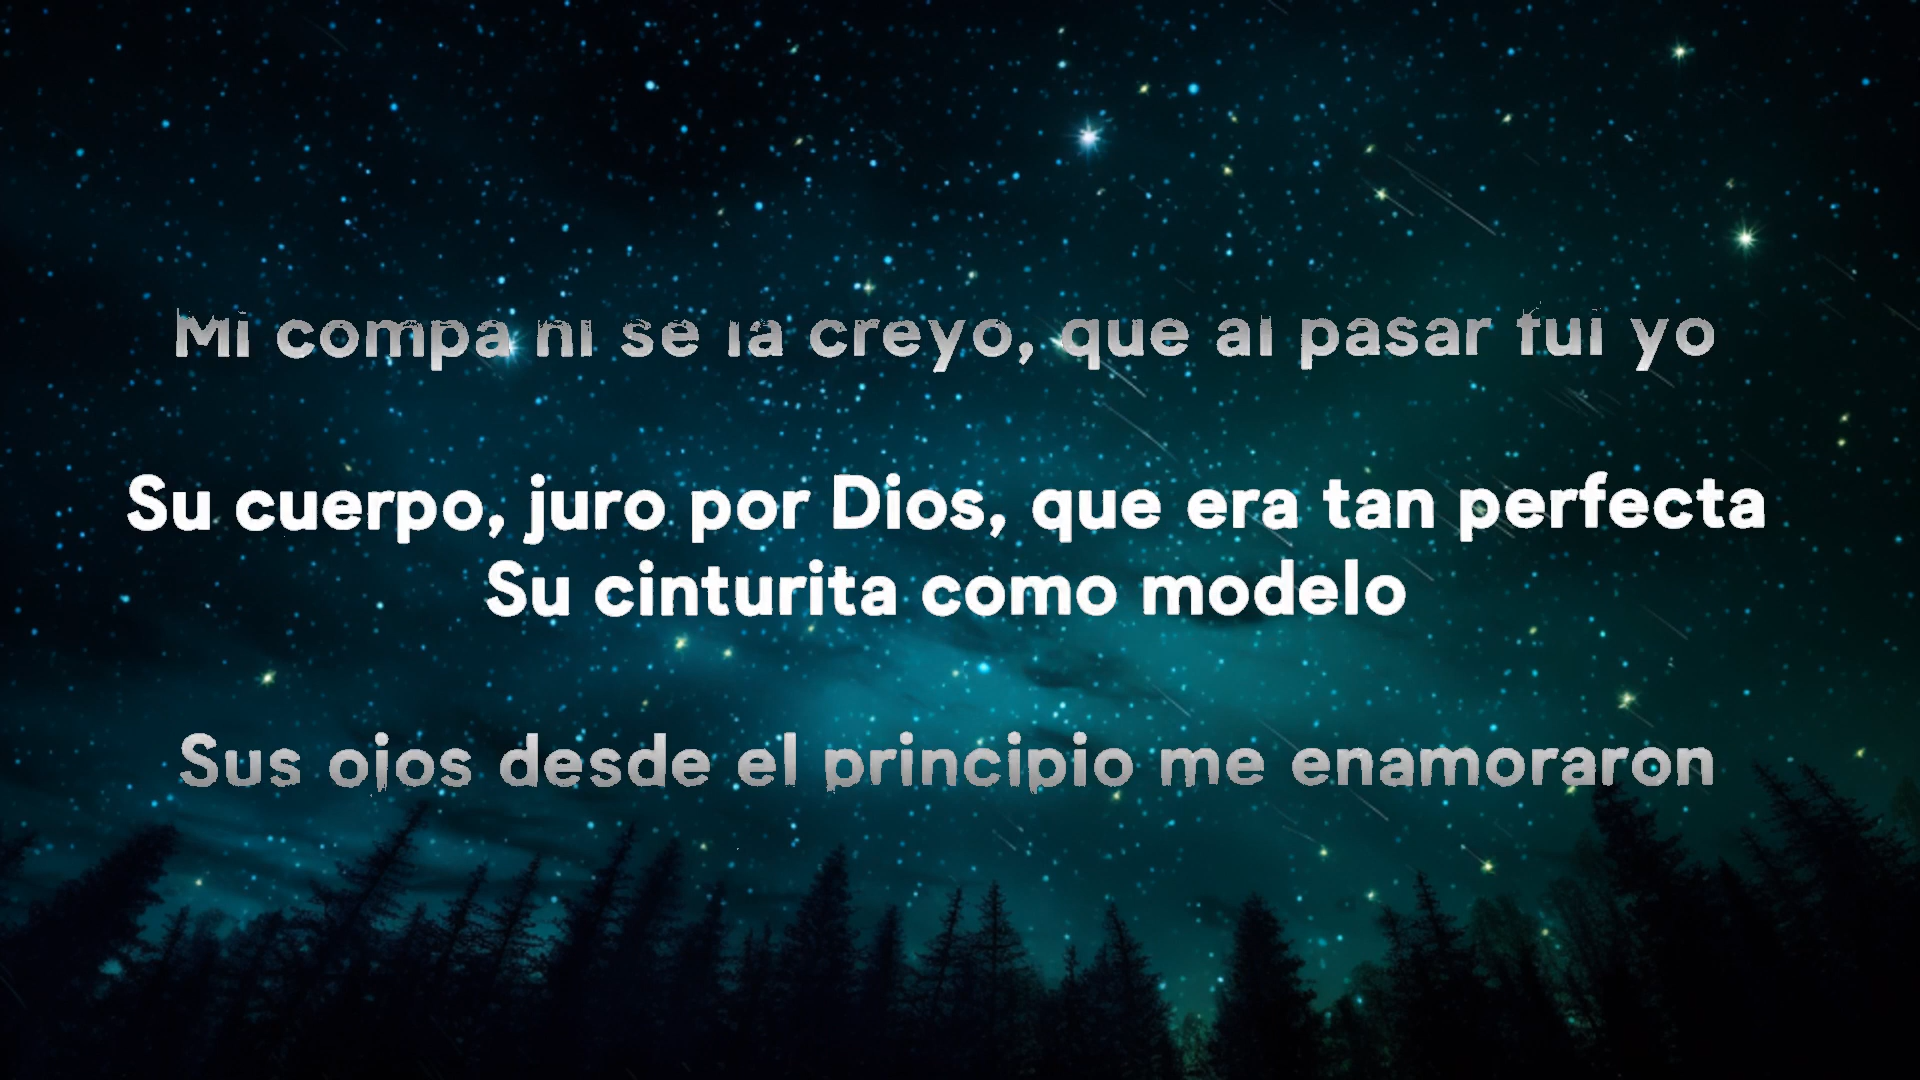 Mi compa ni se la creyo, que al pasar fui yo
Su cuerpo, juro por Dios, que era tan perfecta
Su cinturita como modelo
Sus ojos desde el principio me enamoraron